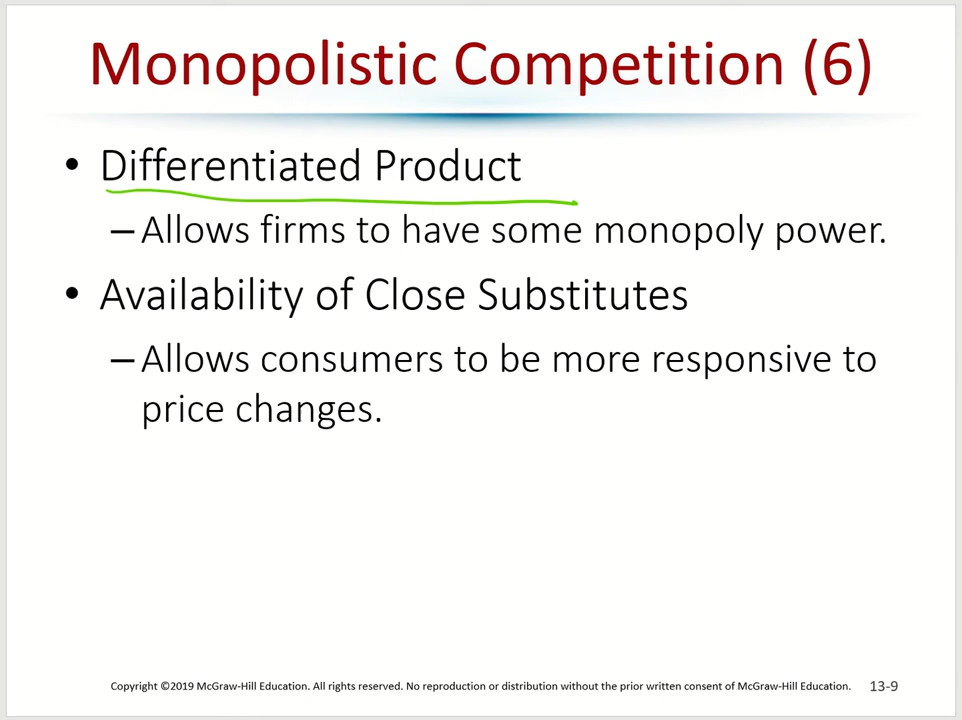 Monopolistic Competition (6)
• Differentiated Product
– Allows firms to have some monopoly power.
• Availability of Close Substitutes
– Allows consumers to be more responsive to
price changes.
Copyright ©2019 McGraw-Hill Education. All rights reserved. No reproduction or distribution without the prior written consent of McGraw-Hill Education. 13-9